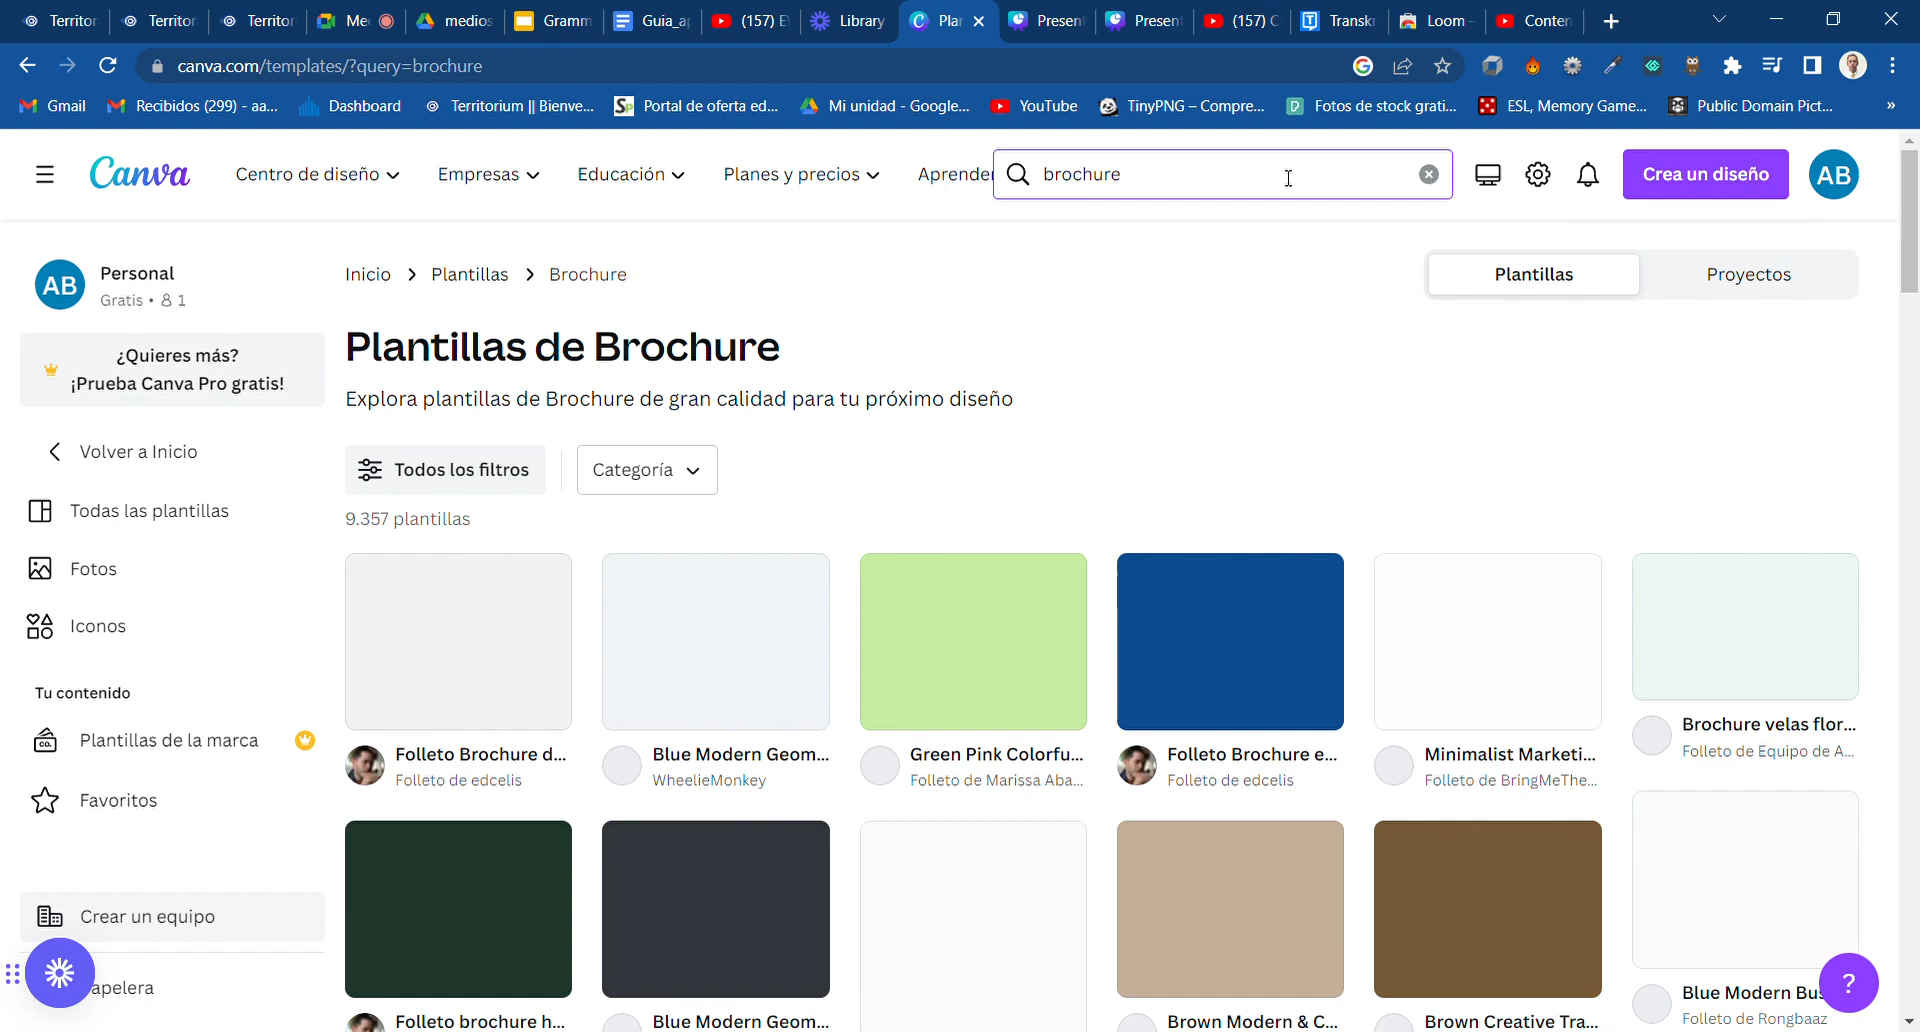 Territor
Territor
Territor
Me
medios
Gramm
Guia_ap
(157) E
Library
Plar
Present
Present
(157) C
Transkr
Loom -
Conten
canva.com/templates/?query=brochure
Gmail
Recibidos (299) - aa...
Dashboard
Territorium || Bienve...
Portal de oferta ed...
Mi unidad - Google...
YouTube
TinyPNG – Compre...
Fotos de stock grati...
ESL, Memory Game...
Public Domain Pict...
»
Canva
Centro de diseño
Empresas
Educación
Planes y precios
Aprender
brochure
Crea un diseño
AB
AB
Personal
Gratis • 1
Inicio > Plantillas > Brochure
Plantillas
Proyectos
¿Quieres más?
¡Prueba Canva Pro gratis!
Plantillas de Brochure
Explora plantillas de Brochure de gran calidad para tu próximo diseño
Volver a Inicio
Todos los filtros
Categoría
Todas las plantillas
9.357 plantillas
Fotos
Iconos
Tu contenido
CO.
Plantillas de la marca
Favoritos
Crear un equipo
apelera
Folleto Brochure d...
Folleto de edcelis
Blue Modern Geom...
WheelieMonkey
Green Pink Colorfu...
Folleto de Marissa Aba...
Folleto Brochure e...
Folleto de edcelis
Minimalist Marketi...
Folleto de BringMeThe...
Brochure velas flor...
Folleto de Equipo de A...
Folleto brochure h...
Blue Modern Geom...
Brown Modern & C...
Brown Creative Tra...
Blue Modern Bus
Folleto de Rongbaaz
?